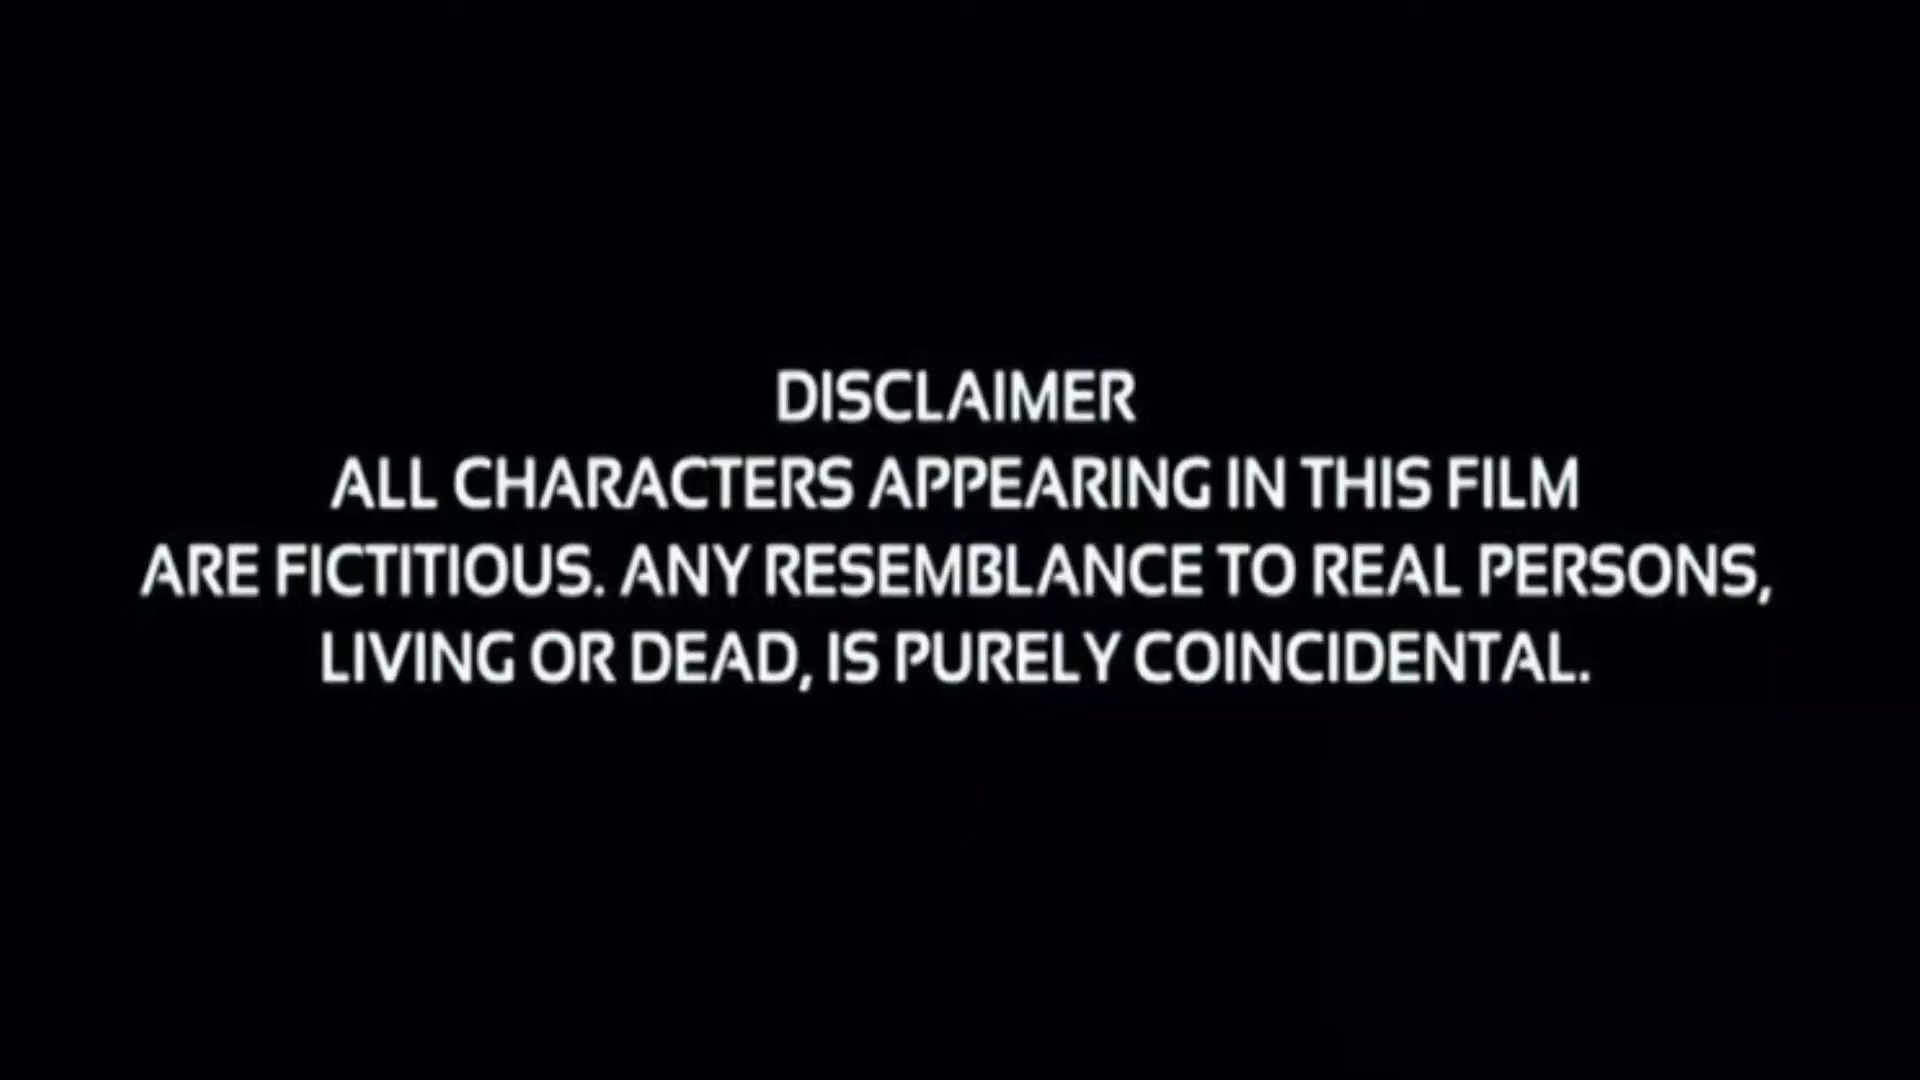 DISCLAIMER
ALL CHARACTERS APPEARING IN THIS FILM
ARE FICTITIOUS. ANY RESEMBLANCE TO REAL PERSONS,
LIVING OR DEAD, IS PURELY COINCIDENTAL.